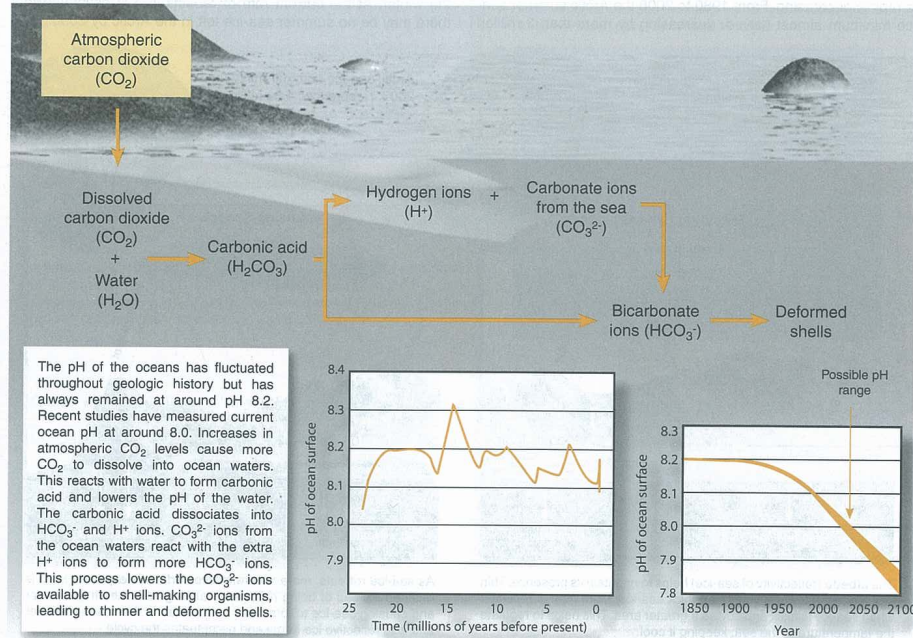 Atmospheric
carbon dioxide
(CO₂)
Dissolved
carbon dioxide
(CO₂)
+
Water
(H₂O)
Carbonic acid
(H₂CO₃)
Hydrogen ions
(H⁺)
+
Carbonate ions
from the sea
(CO₃²⁻)
Bicarbonate
ions (HCO₃⁻)
Deformed
shells
The pH of the oceans has fluctuated
throughout geologic history but has
always remained at around pH 8.2.
Recent studies have measured current
ocean pH at around 8.0. Increases in
atmospheric CO₂ levels cause more
CO₂ to dissolve into ocean waters.
This reacts with water to form carbonic
acid and lowers the pH of the water.
The carbonic acid dissociates into
HCO₃⁻ and H⁺ ions. CO₃²⁻ ions from
the ocean waters react with the extra
H⁺ ions to form more HCO₃⁻ ions.
This process lowers the CO₃²⁻ ions
available to shell-making organisms,
leading to thinner and deformed shells.
pH of ocean surface
8.4
8.3
8.2
8.1
8.0
7.9
25 20 15 10 5 0
Time (millions of years before present)
Possible pH
range
pH of ocean surface
8.3
8.2
8.1
8.0
7.9
7.8
1850 1900 1950 2000 2050 2100
Year